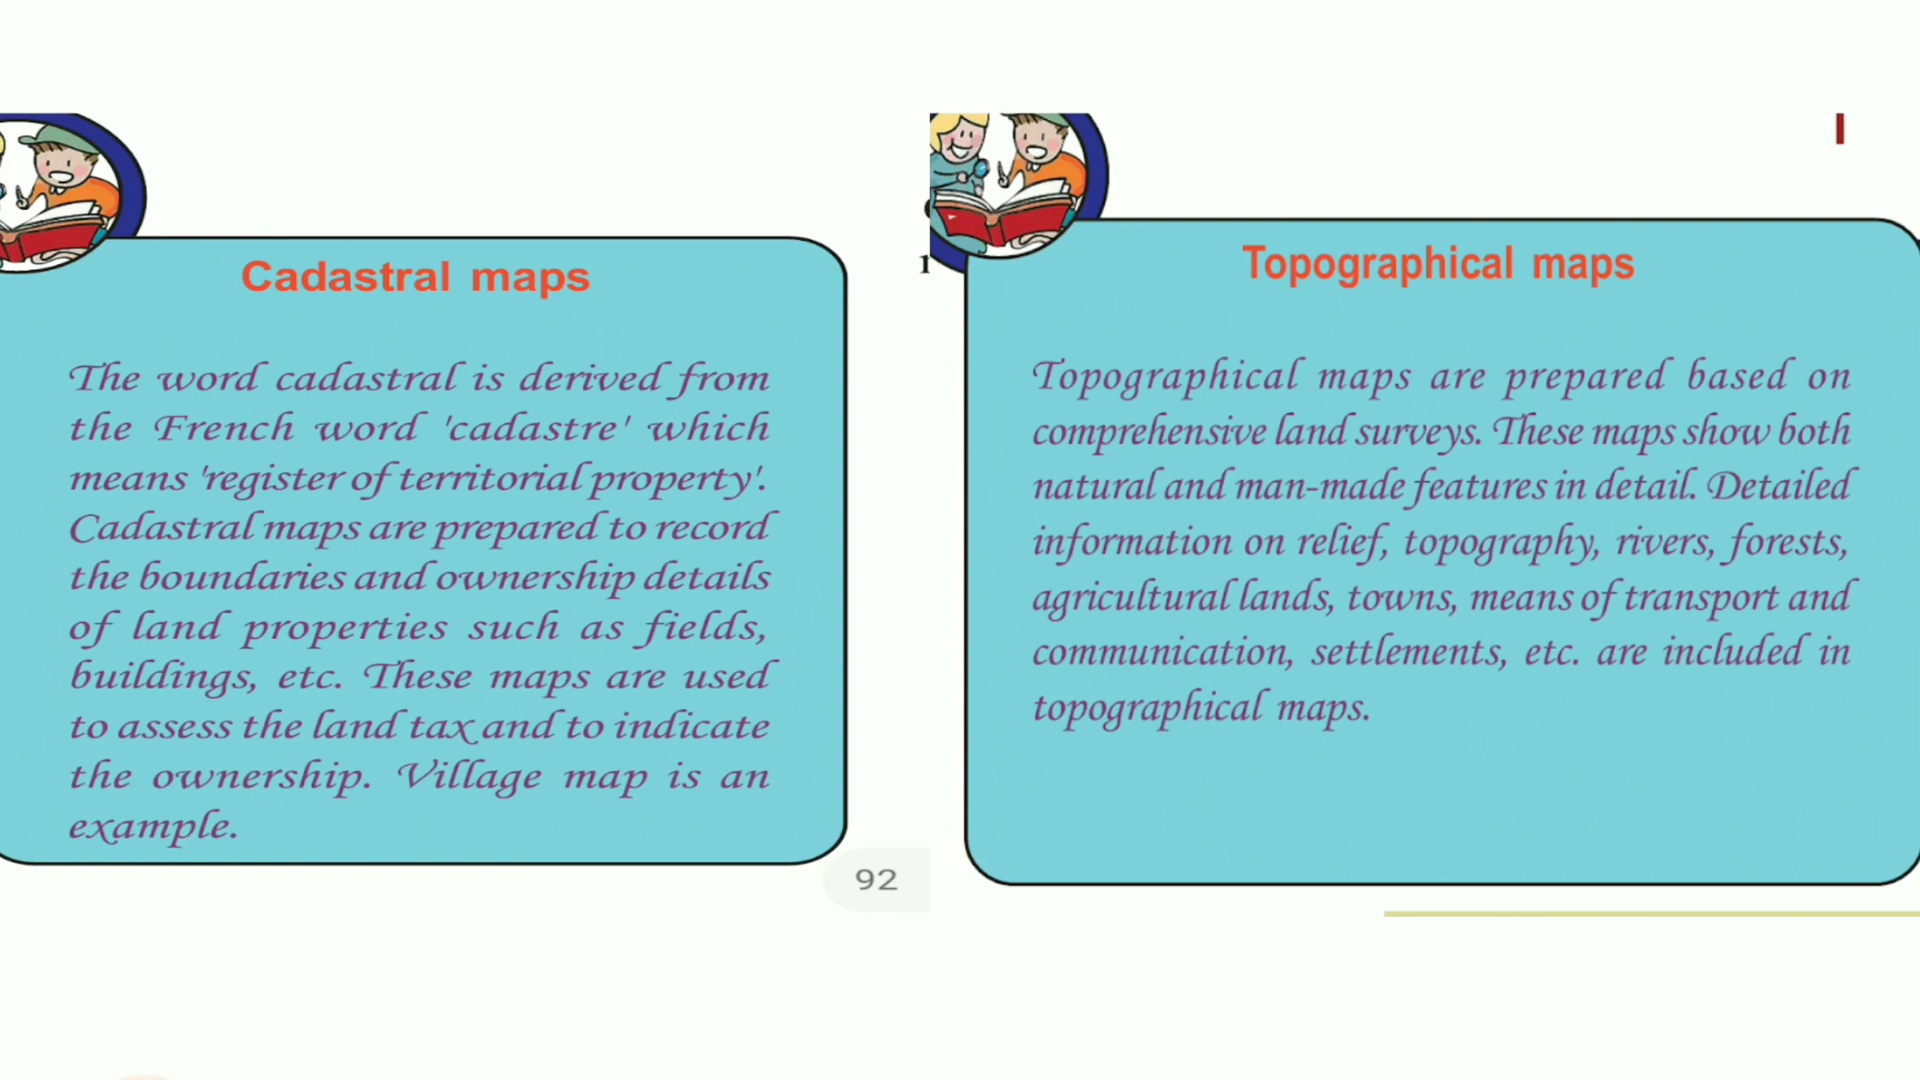 Cadastral maps
The word cadastral is derived from
the French word 'cadastre' which
means 'register of territorial property'.
Cadastral maps are prepared to record
the boundaries and ownership details
of land properties such as fields,
buildings, etc. These maps are used
to assess the land tax and to indicate
the ownership. Village map is an
example.
92
Topographical maps
Topographical maps are prepared based on
comprehensive land surveys. These maps show both
natural and man-made features in detail. Detailed
information on relief, topography, rivers, forests,
agricultural lands, towns, means of transport and
communication, settlements, etc. are included in
topographical maps.